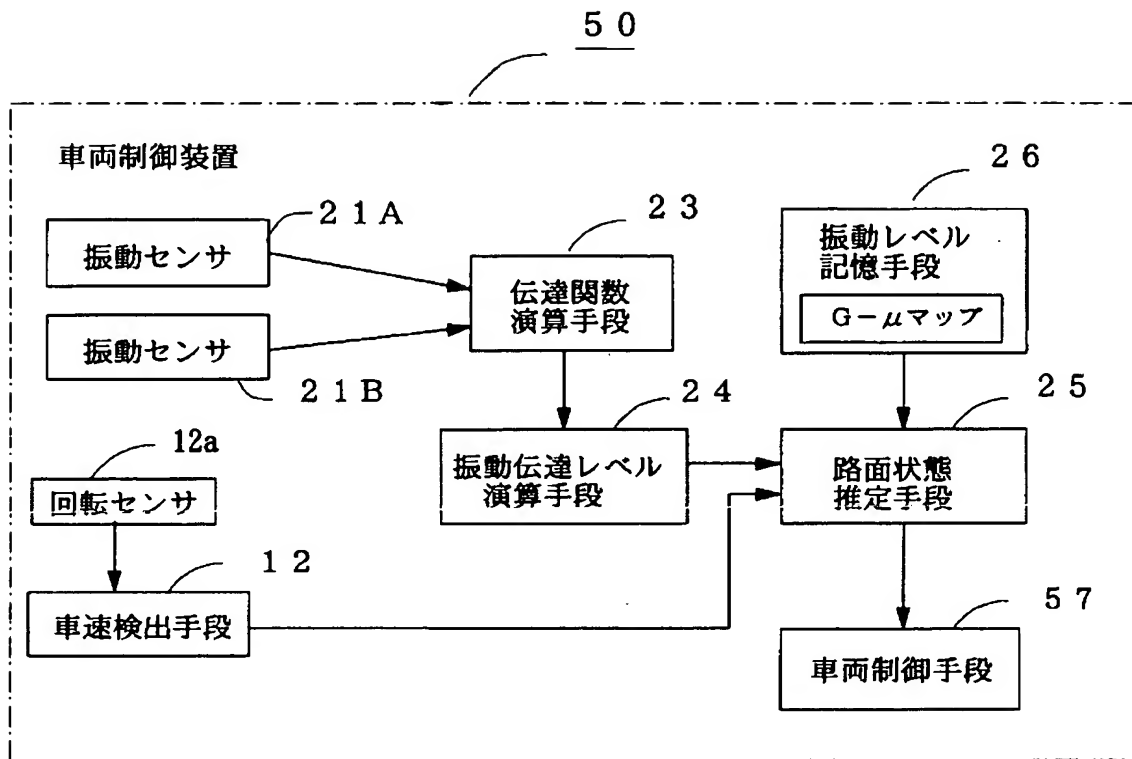 ５０
車両制御装置
２６
２１A
２３
振動センサ
振動レベル
記憶手段
G－μマップ
伝達関数
演算手段
振動センサ
２１B
２４
２５
12a
振動伝達レベル
演算手段
路面状態
推定手段
回転センサ
１２
５７
車速検出手段
車両制御手段